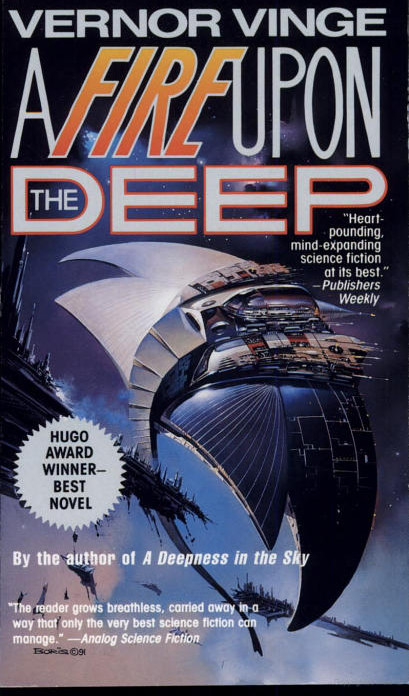 VERNOR VINGE
A FIRE UPON
THE DEEP
"Heart-
pounding,
mind-expanding
science fiction
at its best."
—Publishers
Weekly
HUGO
AWARD
WINNER—
BEST
NOVEL
By the author of A Deepness in the Sky
"The reader grows breathless, carried away in a
way that only the very best science fiction can
manage." —Analog Science Fiction
BORIS ©91